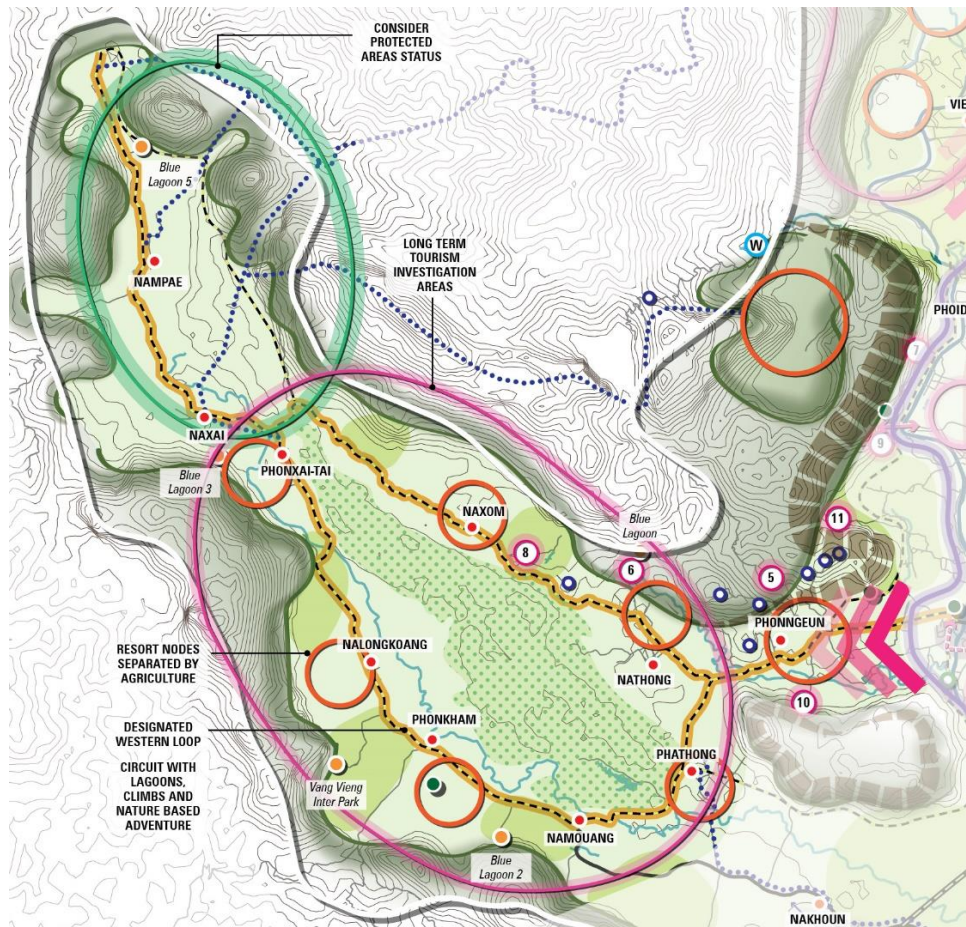 CONSIDER
PROTECTED
AREAS STATUS
VIE
Blue
Lagoon 5
LONG TERM
TOURISM
INVESTIGATION
AREAS
W
NAMPAE
PHOID
7
9
NAXAI
PHONXAI-TAI
Blue
Lagoon 3
NAXOM
Blue
Lagoon
11
8
6
5
PHONNGEUN
RESORT NODES
SEPARATED BY
AGRICULTURE
NALONGKOANG
NATHONG
10
DESIGNATED
WESTERN LOOP
PHONKHAM
PHATHONG
CIRCUIT WITH
LAGOONS,
CLIMBS AND
NATURE BASED
ADVENTURE
Vang Vieng
Inter Park
NAMOUANG
Blue
Lagoon 2
NAKHOUN